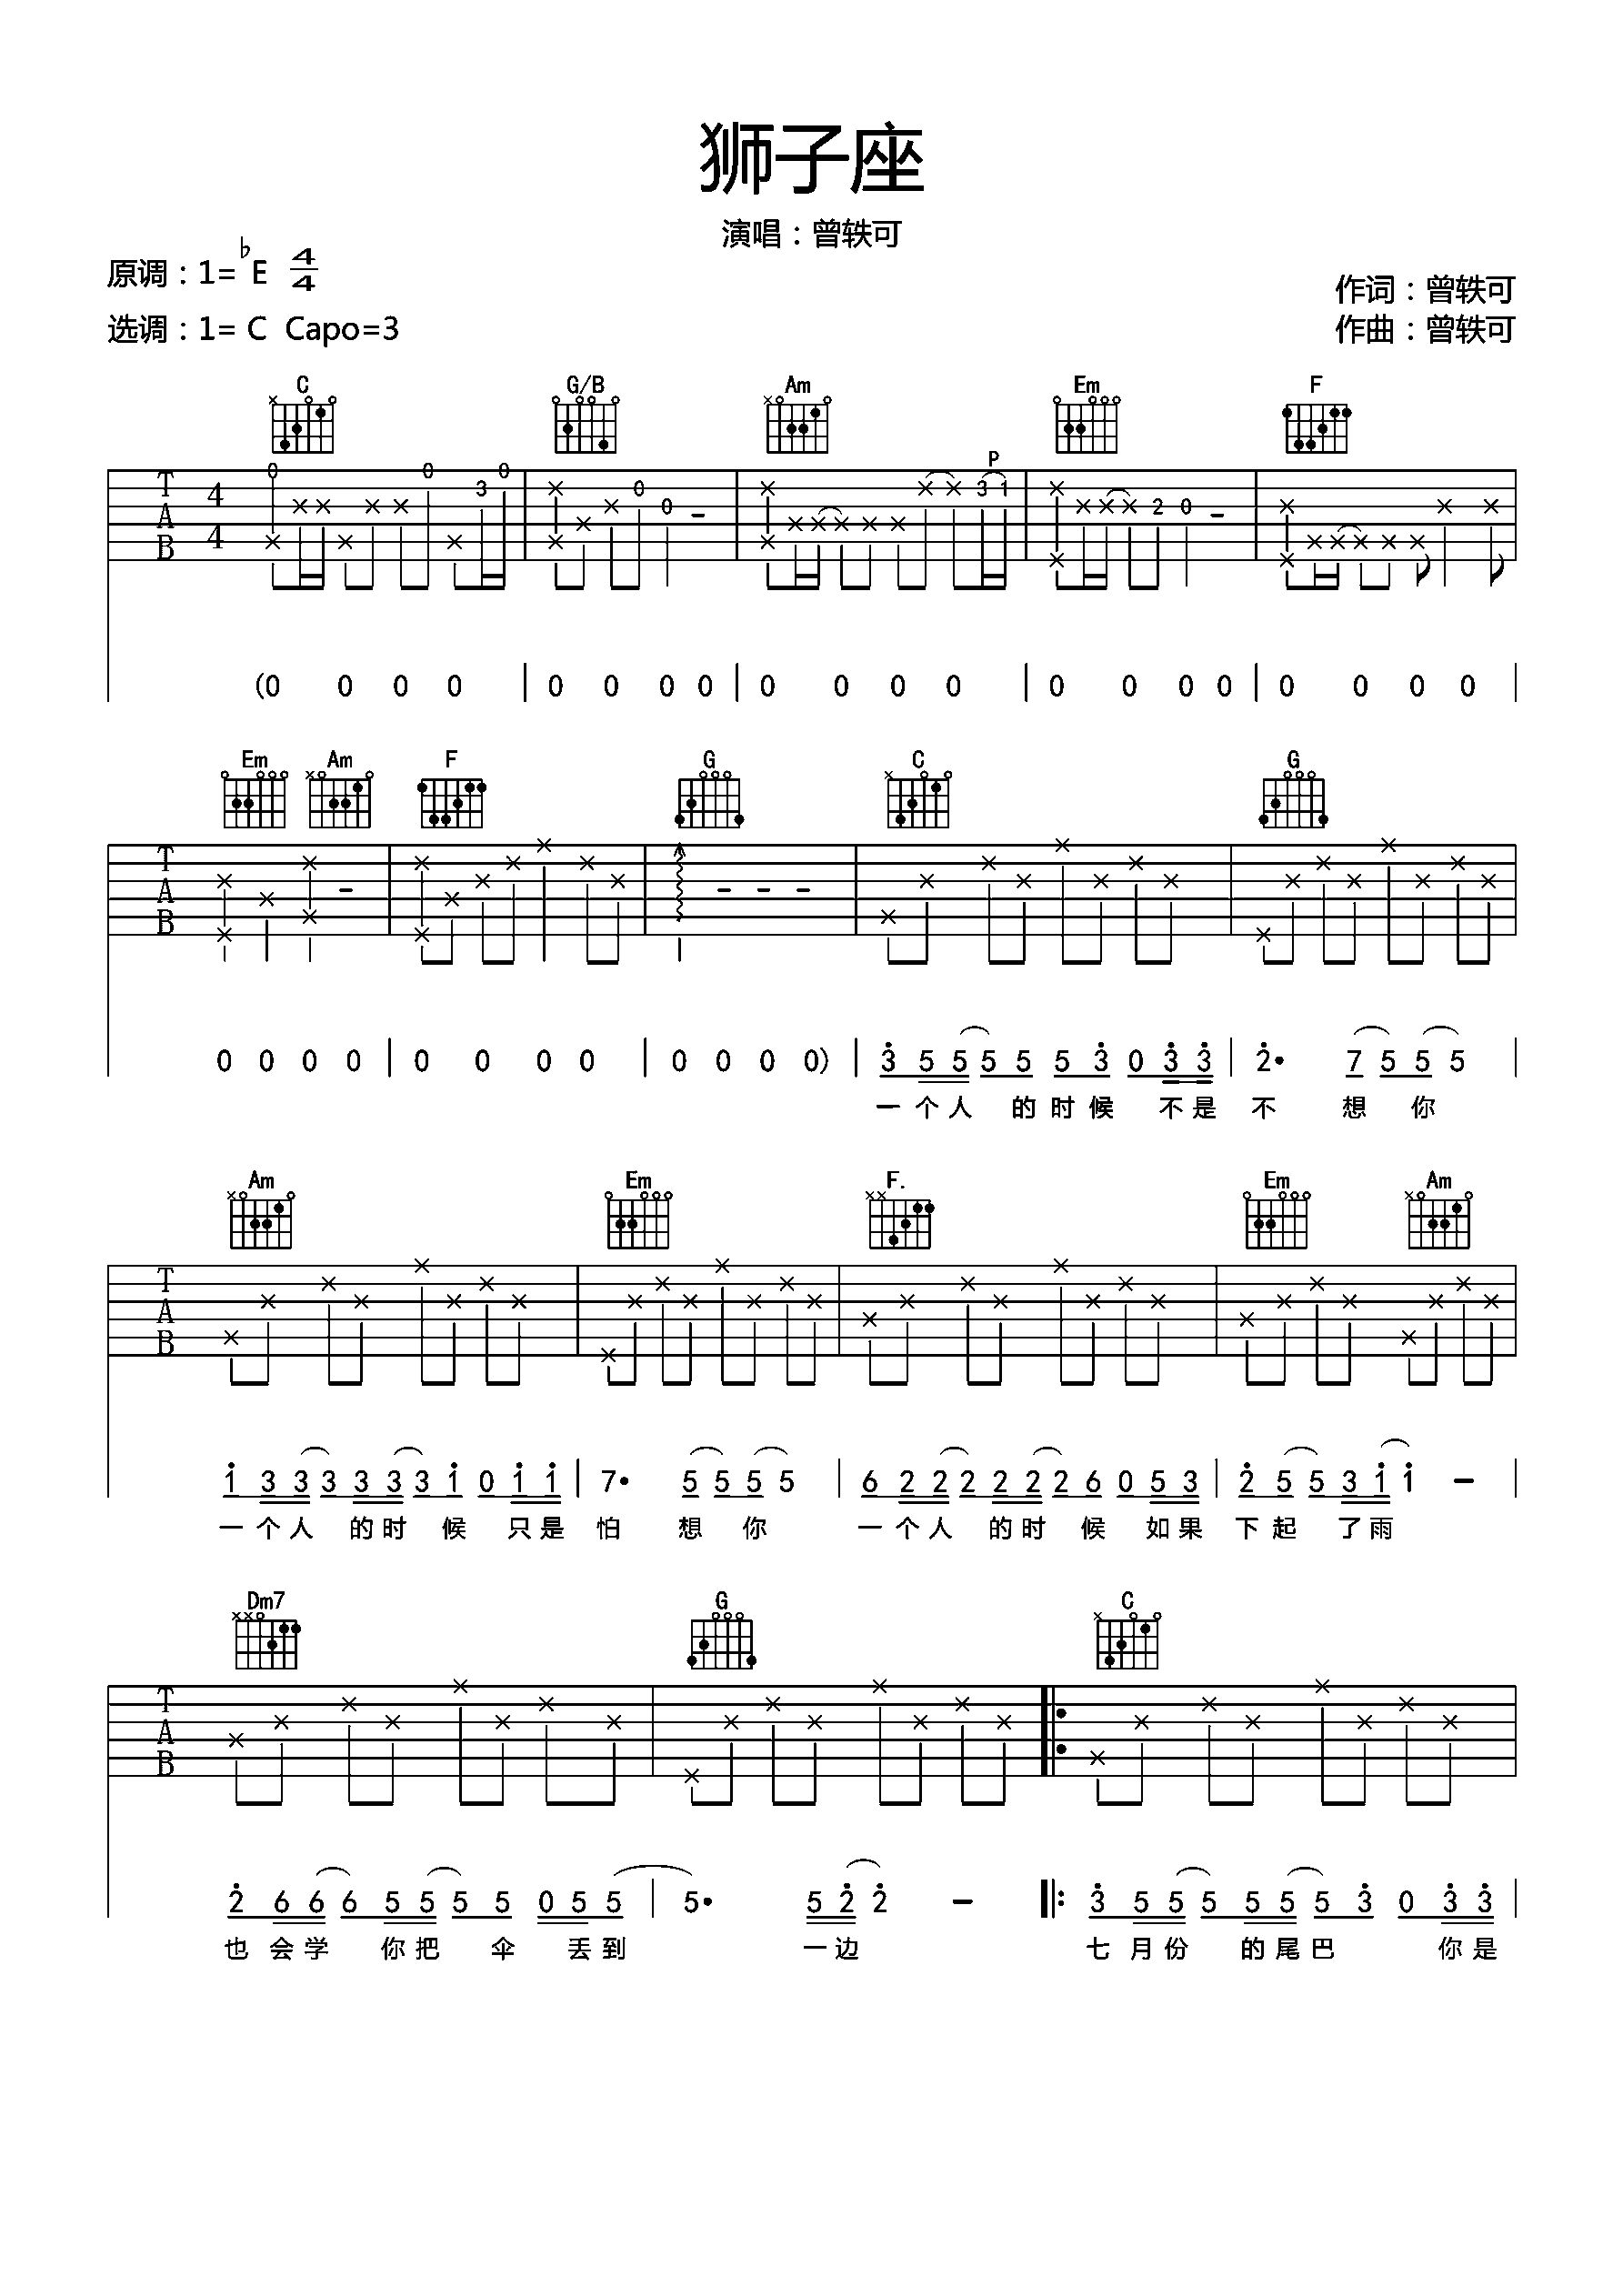 狮子座
演唱：曾轶可
原调：1= ♭E 4/4
作词：曾轶可
选调：1= C Capo=3
作曲：曾轶可
C G/B Am Em F
T A B 4/4 0 0 3 0 0 0 P 3 1 2 0
(0 0 0 0 | 0 0 0 0 | 0 0 0 0 | 0 0 0 0 | 0 0 0 0 |
Em Am F G C G
T A B
0 0 0 0 | 0 0 0 0 | 0 0 0 0) | 3 5 5 5 5 5 3 0 3 3 | 2· 7 5 5 5 |
一个人 的时候 不是 不 想 你
Am Em F. Em Am
T A B
1 3 3 3 3 3 3 1 0 1 1 | 7· 5 5 5 5 | 6 2 2 2 2 2 2 6 0 5 3 | 2 5 5 3 1 1 - |
一个人 的时 候 只是 怕 想 你 一个人 的时 候 如果 下起 了雨
Dm7 G C
T A B
2 6 6 6 5 5 5 5 0 5 5 | 5· 5 2 2 - |: 3 5 5 5 5 5 5 3 0 3 3 |
也会学 你把 伞 丢到 一边 七月份 的尾巴 你是